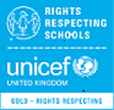 RIGHTS
RESPECTING
SCHOOLS
unicef
UNITED KINGDOM
GOLD – RIGHTS RESPECTING